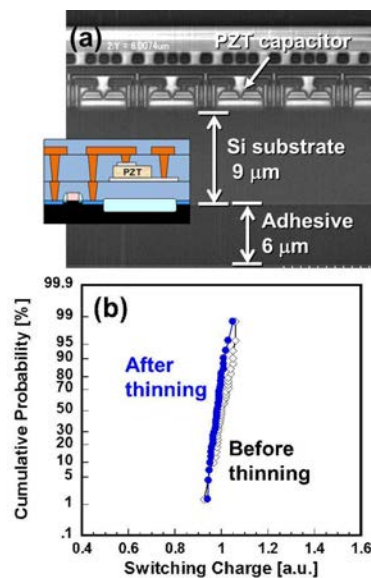 (a)
PZT capacitor
Si substrate
9 μm
PZT
Adhesive
6 μm
(b)
99.9
99
95
90
80
70
50
30
20
10
5
1
.1
Cumulative Probability [%]
After
thinning
Before
thinning
0.4 0.6 0.8 1 1.2 1.4 1.6
Switching Charge [a.u.]